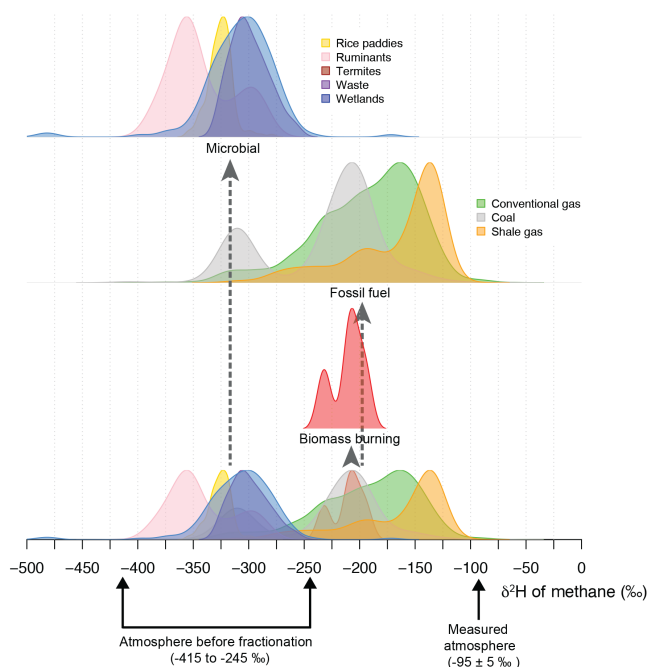 Rice paddies
Ruminants
Termites
Waste
Wetlands
Microbial
Conventional gas
Coal
Shale gas
Fossil fuel
Biomass burning
−500 −450 −400 −350 −300 −250 −200 −150 −100 −50 0
δ²H of methane (‰)
Atmosphere before fractionation
(-415 to -245 ‰)
Measured
atmosphere
(-95 ± 5 ‰)